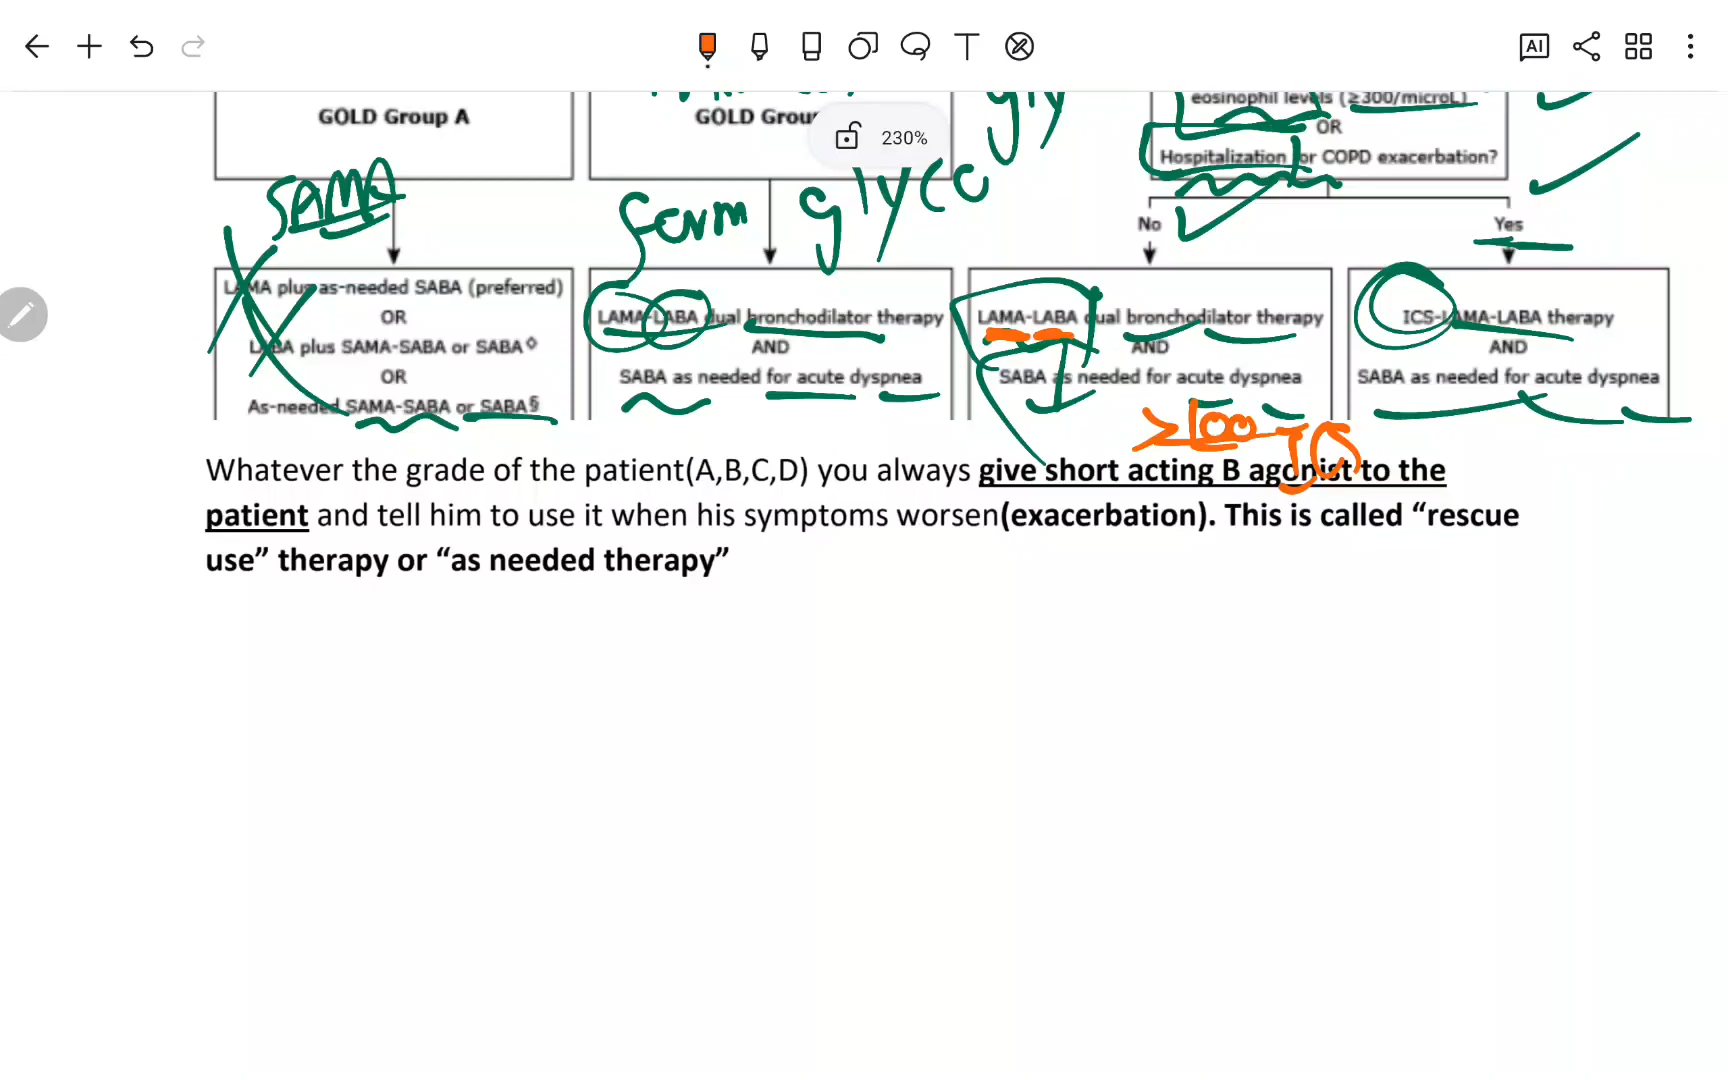 AI
eosinophil levels (≥300/microL)
GOLD Group A
GOLD Grou
230%
gly
OR
Hospitalization for COPD exacerbation?
SAMA
form glyco
No
Yes
LAMA plus as-needed SABA (preferred)
OR
LABA plus SAMA-SABA or SABA◊
OR
As-needed SAMA-SABA or SABA§
LAMA-LABA dual bronchodilator therapy
AND
SABA as needed for acute dyspnea
LAMA-LABA dual bronchodilator therapy
AND
SABA as needed for acute dyspnea
ICS-LAMA-LABA therapy
AND
SABA as needed for acute dyspnea
>100
Whatever the grade of the patient(A,B,C,D) you always give short acting B agonist to the
patient and tell him to use it when his symptoms worsen(exacerbation). This is called “rescue
use” therapy or “as needed therapy”